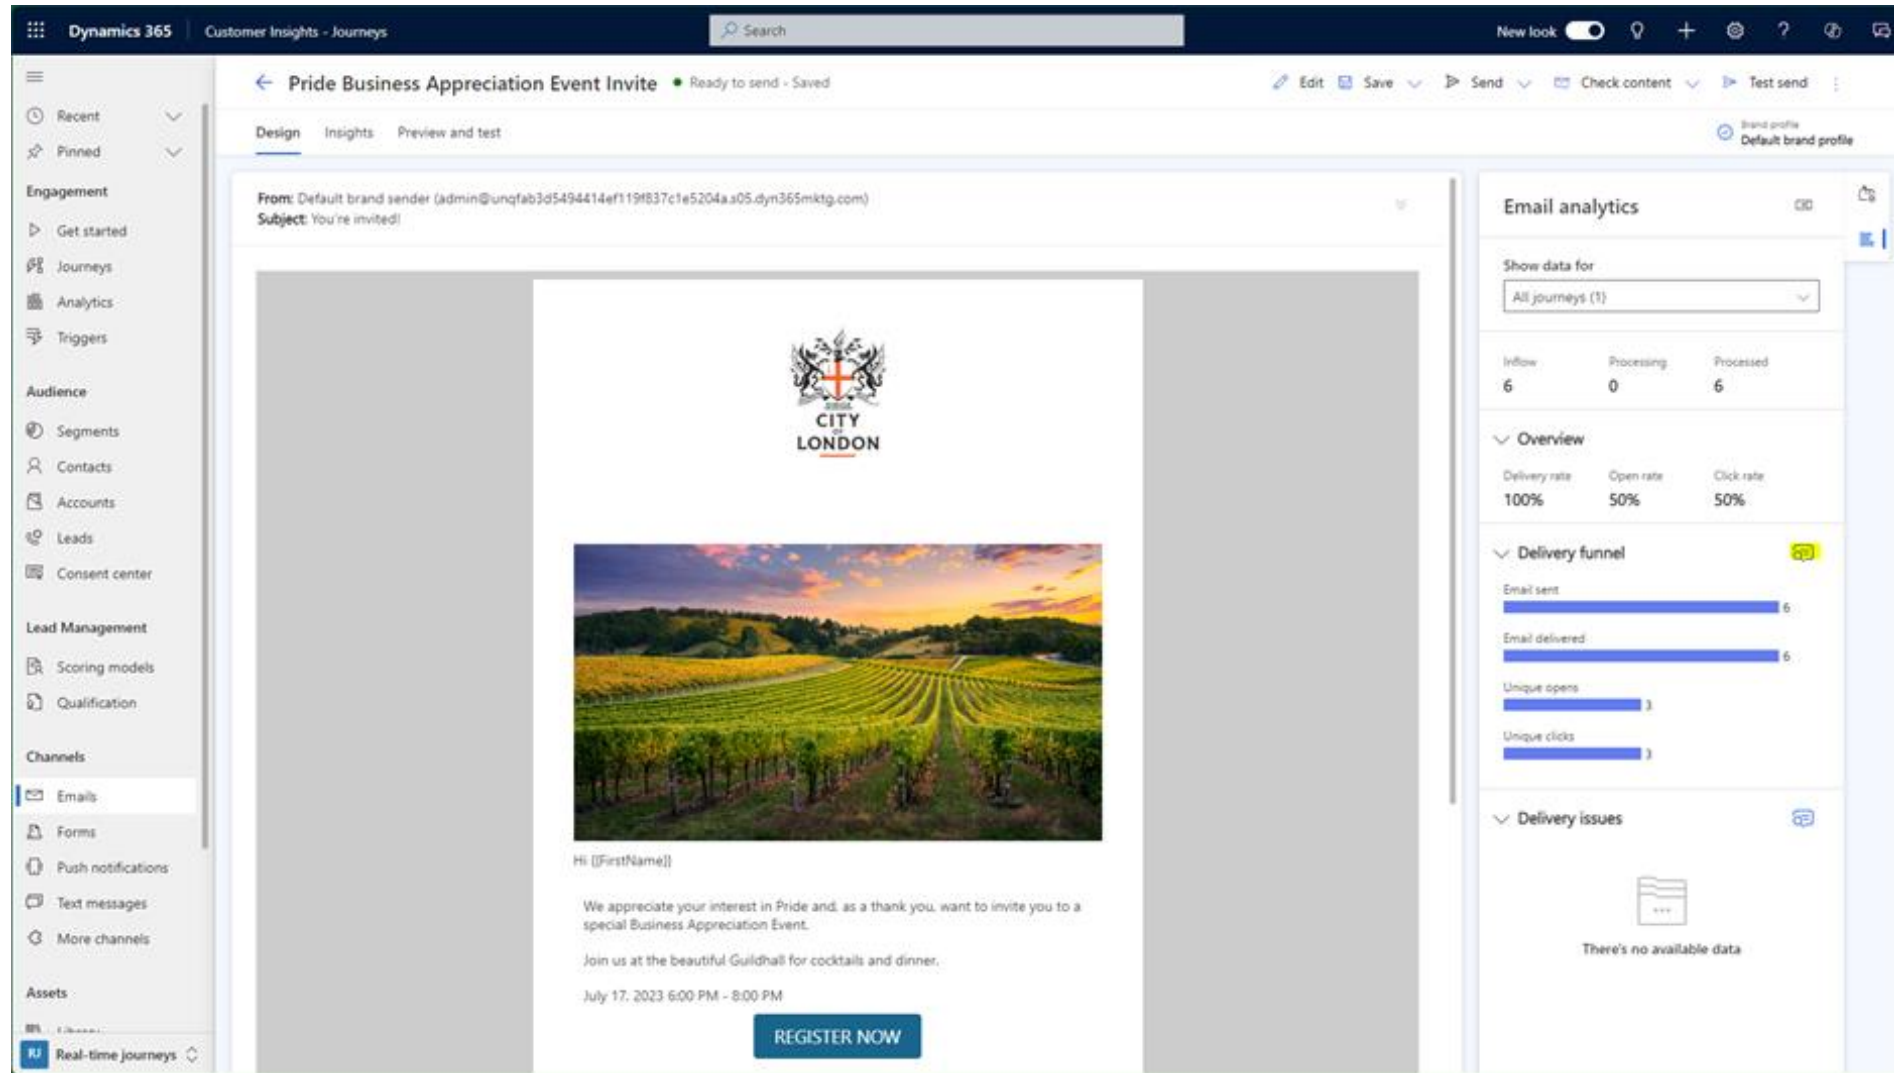 Dynamics 365
Customer Insights - Journeys
Search
New look
Pride Business Appreciation Event Invite
Ready to send - Saved
Edit
Save
Send
Check content
Test send
Design
Insights
Preview and test
Brand profile
Default brand profile
Recent
Pinned
Engagement
Get started
Journeys
Analytics
Triggers
Audience
Segments
Contacts
Accounts
Leads
Consent center
Lead Management
Scoring models
Qualification
Channels
Emails
Forms
Push notifications
Text messages
More channels
Assets
Library
RJ Real-time journeys
From: Default brand sender (admin@unqfab3d5494414ef119f837c1e5204a.s05.dyn365mktg.com)
Subject: You're invited!
CITY
OF
LONDON
Hi {{FirstName}}
We appreciate your interest in Pride and, as a thank you, want to invite you to a
special Business Appreciation Event.
Join us at the beautiful Guildhall for cocktails and dinner.
July 17, 2023 6:00 PM - 8:00 PM
REGISTER NOW
Email analytics
Show data for
All journeys (1)
Inflow Processing Processed
6 0 6
Overview
Delivery rate Open rate Click rate
100% 50% 50%
Delivery funnel
Email sent
6
Email delivered
6
Unique opens
3
Unique clicks
3
Delivery issues
There's no available data